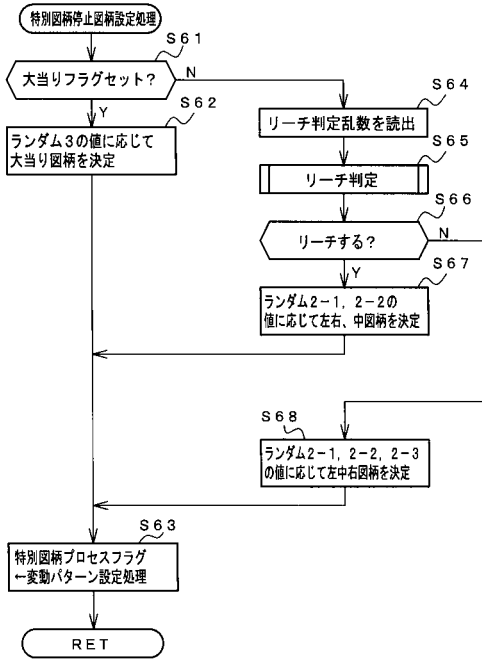 特別図柄停止図柄設定処理
S61
大当りフラグセット?
N
Y
S62
ランダム3の値に応じて
大当り図柄を決定
S64
リーチ判定乱数を読出
S65
リーチ判定
S66
リーチする?
N
Y
S67
ランダム2-1, 2-2の
値に応じて左右、中図柄を決定
S68
ランダム2-1, 2-2, 2-3
の値に応じて左中右図柄を決定
S63
特別図柄プロセスフラグ
←変動パターン設定処理
RET